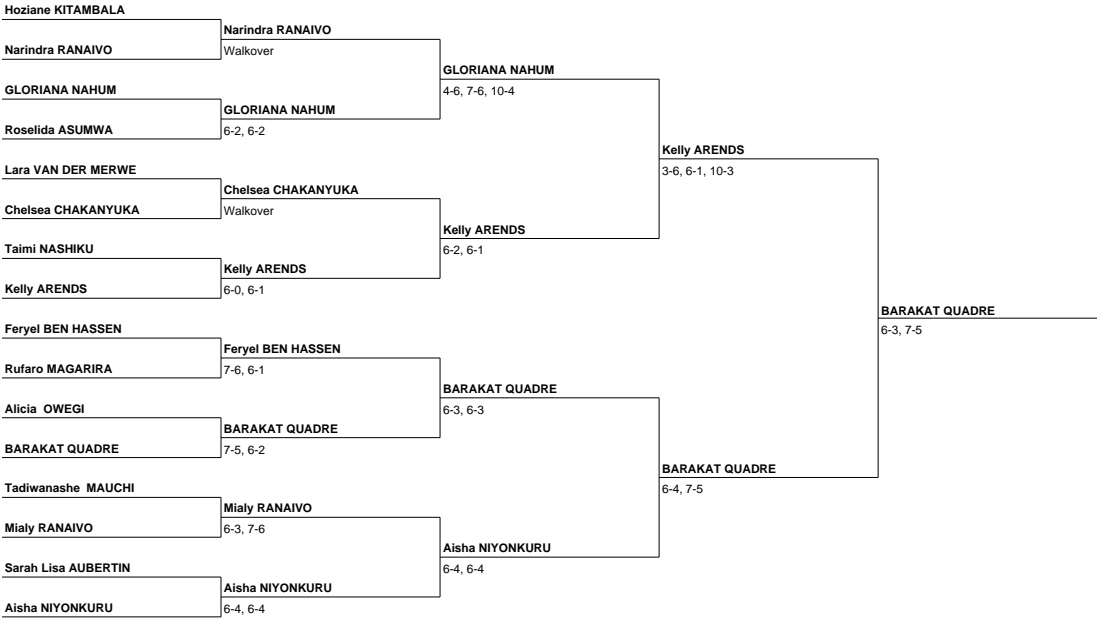 Hoziane KITAMBALA
Narindra RANAIVO
Narindra RANAIVO
Walkover
GLORIANA NAHUM
4-6, 7-6, 10-4
GLORIANA NAHUM
GLORIANA NAHUM
6-2, 6-2
Roselida ASUMWA
Kelly ARENDS
3-6, 6-1, 10-3
Lara VAN DER MERWE
Chelsea CHAKANYUKA
Chelsea CHAKANYUKA
Walkover
Kelly ARENDS
6-2, 6-1
Taimi NASHIKU
Kelly ARENDS
Kelly ARENDS
6-0, 6-1
BARAKAT QUADRE
6-3, 7-5
Feryel BEN HASSEN
Feryel BEN HASSEN
Rufaro MAGARIRA
7-6, 6-1
BARAKAT QUADRE
6-3, 6-3
Alicia  OWEGI
BARAKAT QUADRE
BARAKAT QUADRE
7-5, 6-2
BARAKAT QUADRE
6-4, 7-5
Tadiwanashe  MAUCHI
Mialy RANAIVO
Mialy RANAIVO
6-3, 7-6
Aisha NIYONKURU
6-4, 6-4
Sarah Lisa AUBERTIN
Aisha NIYONKURU
Aisha NIYONKURU
6-4, 6-4